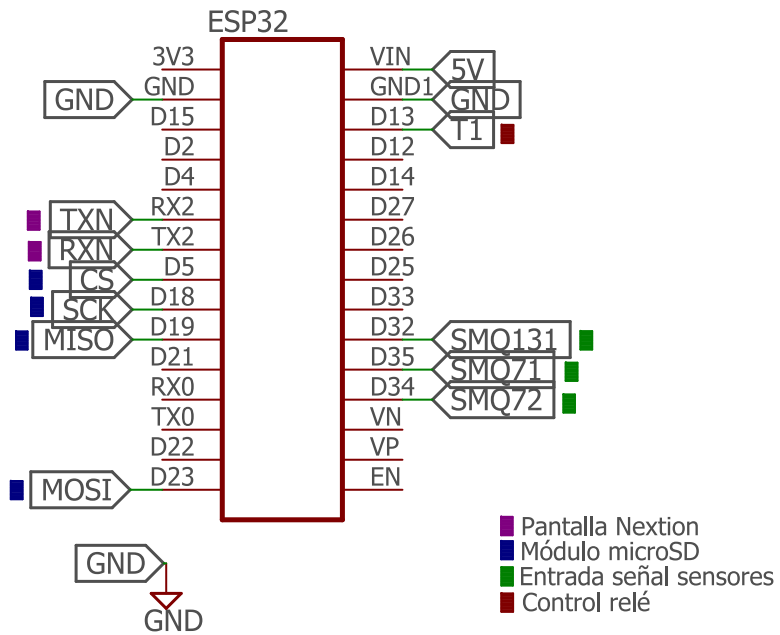 ESP32
3V3 VIN 5V
GND GND GND1 GND
D15 D13 T1
D2 D12
D4 D14
TXN RX2 D27
RXN TX2 D26
CS D5 D25
SCK D18 D33
MISO D19 D32 SMQ131
D21 D35 SMQ71
RX0 D34 SMQ72
TX0 VN
D22 VP
MOSI D23 EN
GND
GND
Pantalla Nextion
Módulo microSD
Entrada señal sensores
Control relé